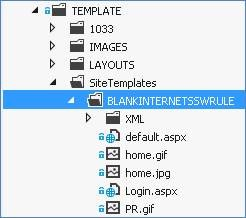 TEMPLATE
1033
IMAGES
LAYOUTS
SiteTemplates
BLANKINTERNETSSWRULE
XML
default.aspx
home.gif
home.jpg
Login.aspx
PR.gif